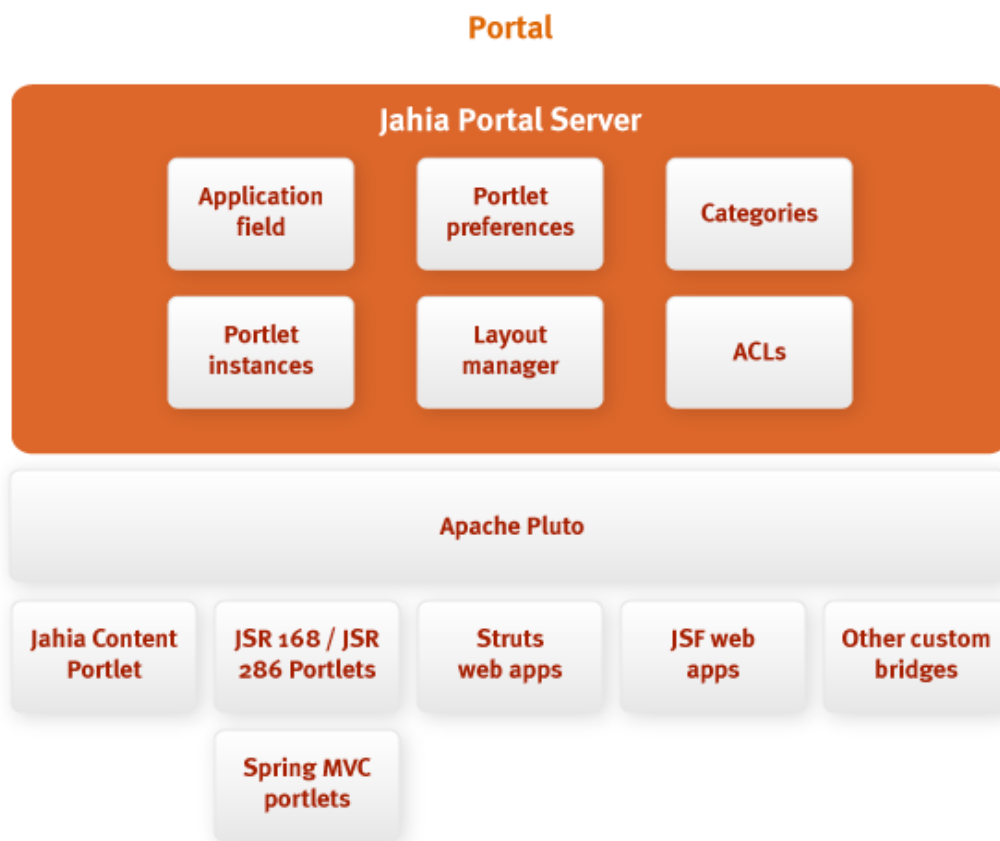 Portal
Jahia Portal Server
Application
field
Portlet
preferences
Categories
Portlet
instances
Layout
manager
ACLs
Apache Pluto
Jahia Content
Portlet
JSR 168 / JSR
286 Portlets
Struts
web apps
JSF web
apps
Other custom
bridges
Spring MVC
portlets